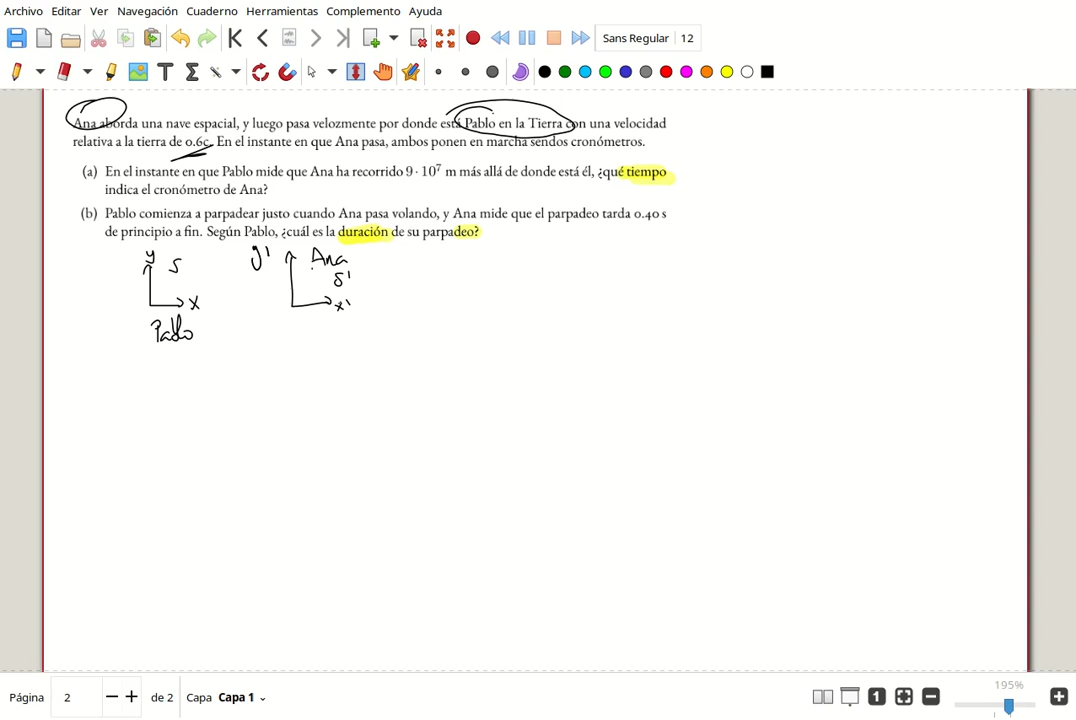 Archivo Editar Ver Navegación Cuaderno Herramientas Complemento Ayuda
Sans Regular 12
Ana aborda una nave espacial, y luego pasa velozmente por donde está Pablo en la Tierra con una velocidad
relativa a la tierra de 0.6c. En el instante en que Ana pasa, ambos ponen en marcha sendos cronómetros.
(a) En el instante en que Pablo mide que Ana ha recorrido 9 · 10⁷ m más allá de donde está él, ¿qué tiempo
indica el cronómetro de Ana?
(b) Pablo comienza a parpadear justo cuando Ana pasa volando, y Ana mide que el parpadeo tarda 0.40 s
de principio a fin. Según Pablo, ¿cuál es la duración de su parpadeo?
y S y' Ana
S'
x x'
Pablo
Página 2 de 2 Capa Capa 1 195%